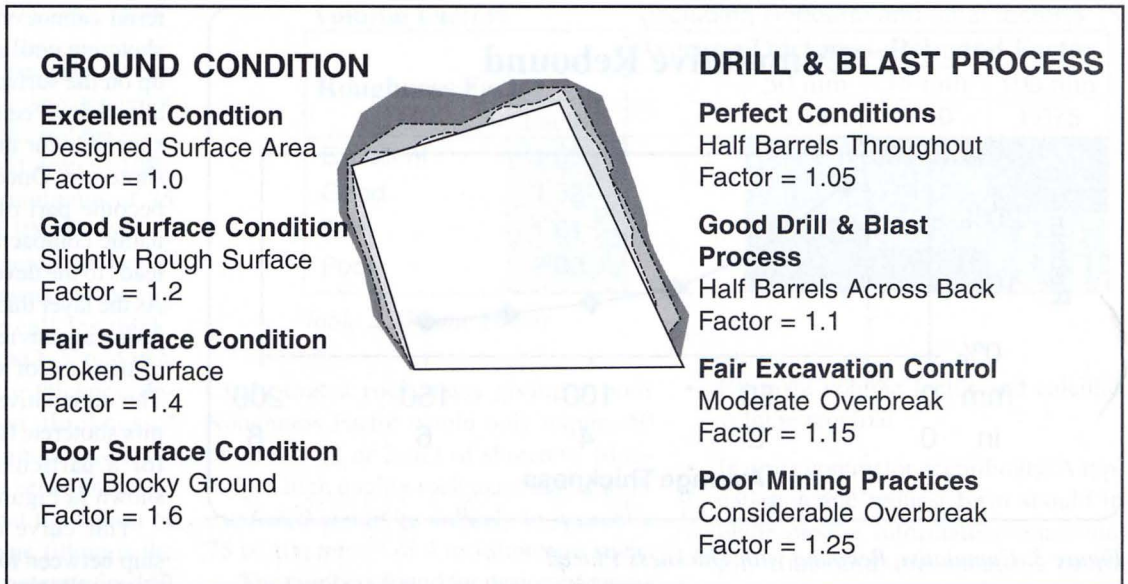 GROUND CONDITION
Excellent Condtion
Designed Surface Area
Factor = 1.0
Good Surface Condition
Slightly Rough Surface
Factor = 1.2
Fair Surface Condition
Broken Surface
Factor = 1.4
Poor Surface Condition
Very Blocky Ground
Factor = 1.6
DRILL & BLAST PROCESS
Perfect Conditions
Half Barrels Throughout
Factor = 1.05
Good Drill & Blast
Process
Half Barrels Across Back
Factor = 1.1
Fair Excavation Control
Moderate Overbreak
Factor = 1.15
Poor Mining Practices
Considerable Overbreak
Factor = 1.25